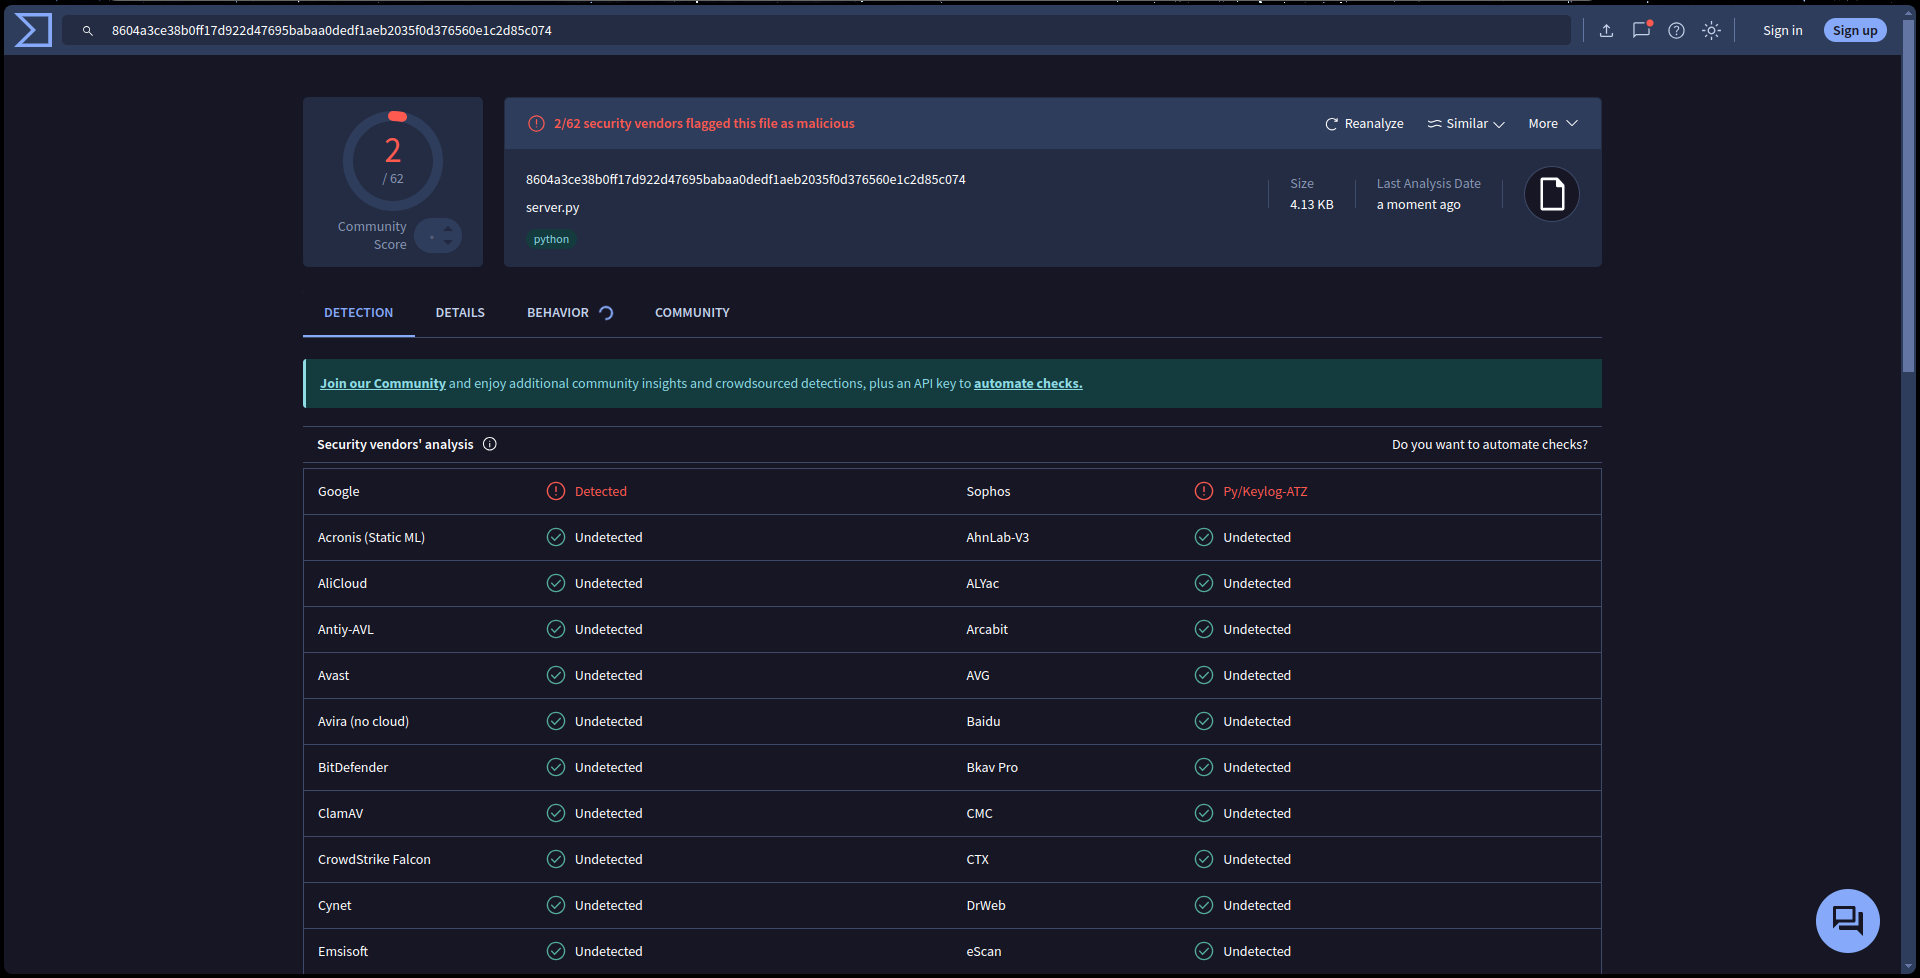 8604a3ce38b0ff17d922d47695babaa0dedf1aeb2035f0d376560e1c2d85c074
Sign in
Sign up
2
/ 62
Community
Score
2/62 security vendors flagged this file as malicious
Reanalyze
Similar
More
8604a3ce38b0ff17d922d47695babaa0dedf1aeb2035f0d376560e1c2d85c074
server.py
python
Size
4.13 KB
Last Analysis Date
a moment ago
DETECTION
DETAILS
BEHAVIOR
COMMUNITY
Join our Community and enjoy additional community insights and crowdsourced detections, plus an API key to automate checks.
Security vendors' analysis
Do you want to automate checks?
Google Detected Sophos Py/Keylog-ATZ
Acronis (Static ML) Undetected AhnLab-V3 Undetected
AliCloud Undetected ALYac Undetected
Antiy-AVL Undetected Arcabit Undetected
Avast Undetected AVG Undetected
Avira (no cloud) Undetected Baidu Undetected
BitDefender Undetected Bkav Pro Undetected
ClamAV Undetected CMC Undetected
CrowdStrike Falcon Undetected CTX Undetected
Cynet Undetected DrWeb Undetected
Emsisoft Undetected eScan Undetected